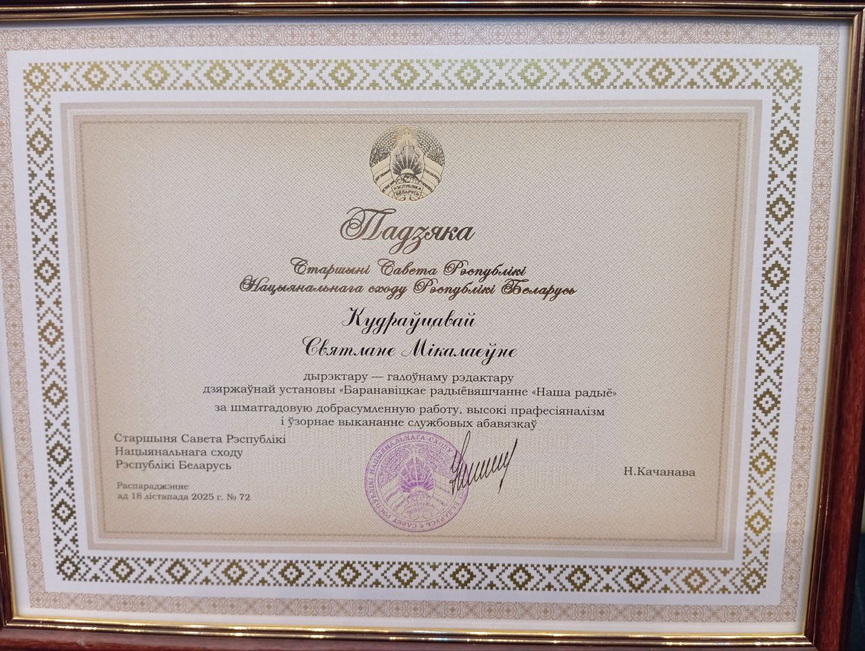 Падзяка
Старшыні Савета Рэспублікі
Нацыянальнага сходу Рэспублікі Беларусь
Кудраўцавай
Святлане Мікалаеўне
дырэктару — галоўнаму рэдактару
дзяржаўнай установы «Баранавіцкае радыёвяшчанне «Наша радыё»
за шматгадовую добрасумленную работу, высокі прафесіяналізм
і ўзорнае выкананне службовых абавязкаў
Старшыня Савета Рэспублікі
Нацыянальнага сходу
Рэспублікі Беларусь
Н.Качанава
Распараджэнне
ад 18 лістапада 2025 г. № 72